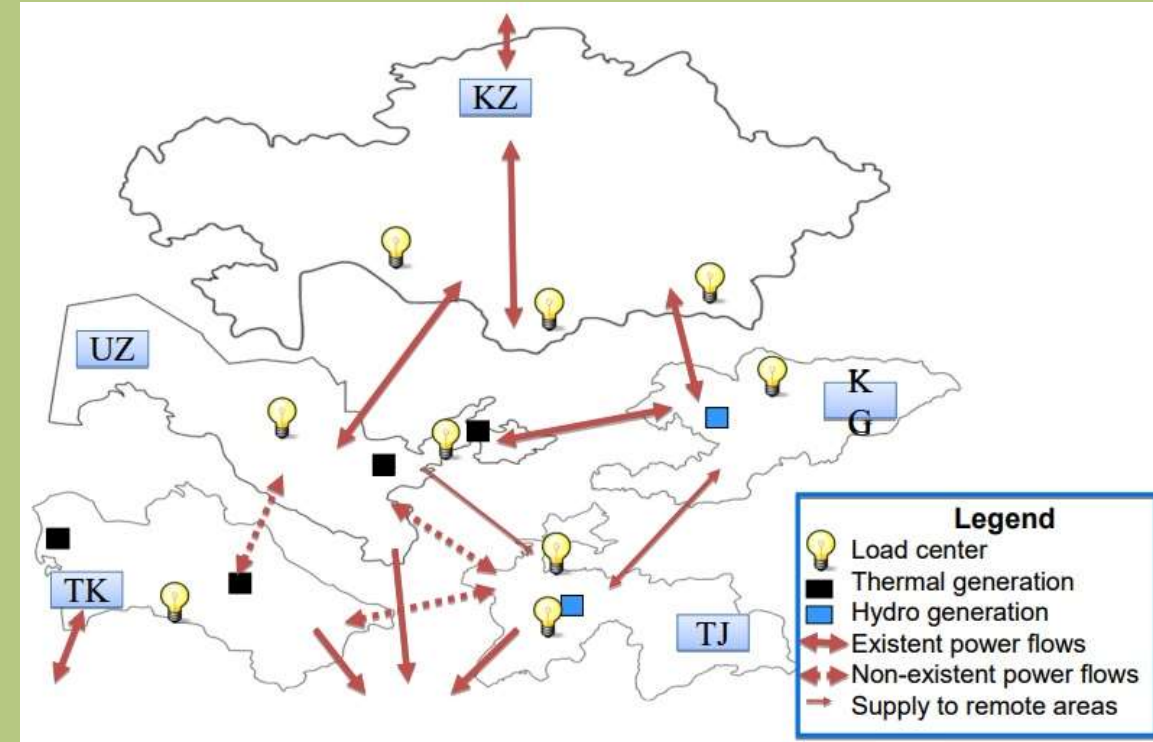 KZ
UZ
K
G
TK
TJ
Legend
Load center
Thermal generation
Hydro generation
Existent power flows
Non-existent power flows
Supply to remote areas